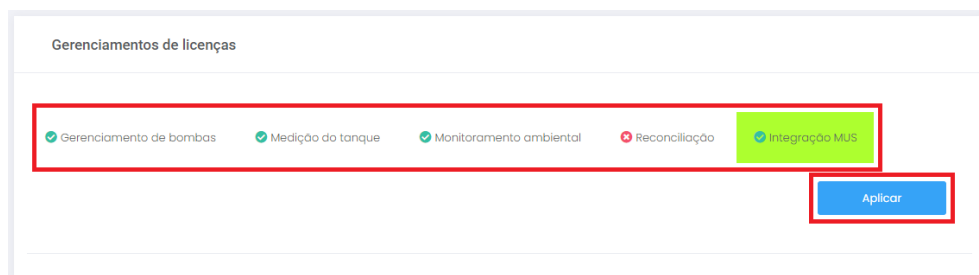 Gerenciamentos de licenças
Gerenciamento de bombas Medição do tanque Monitoramento ambiental Reconciliação Integração MUS
Aplicar